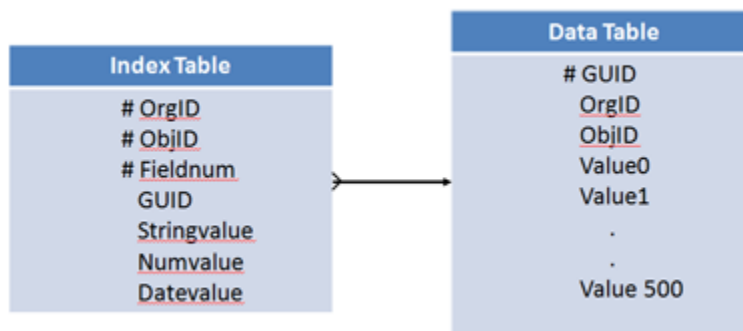 Index Table
# OrgID
# ObjID
# Fieldnum
GUID
Stringvalue
Numvalue
Datevalue
Data Table
# GUID
OrgID
ObjID
Value0
Value1
.
.
Value 500